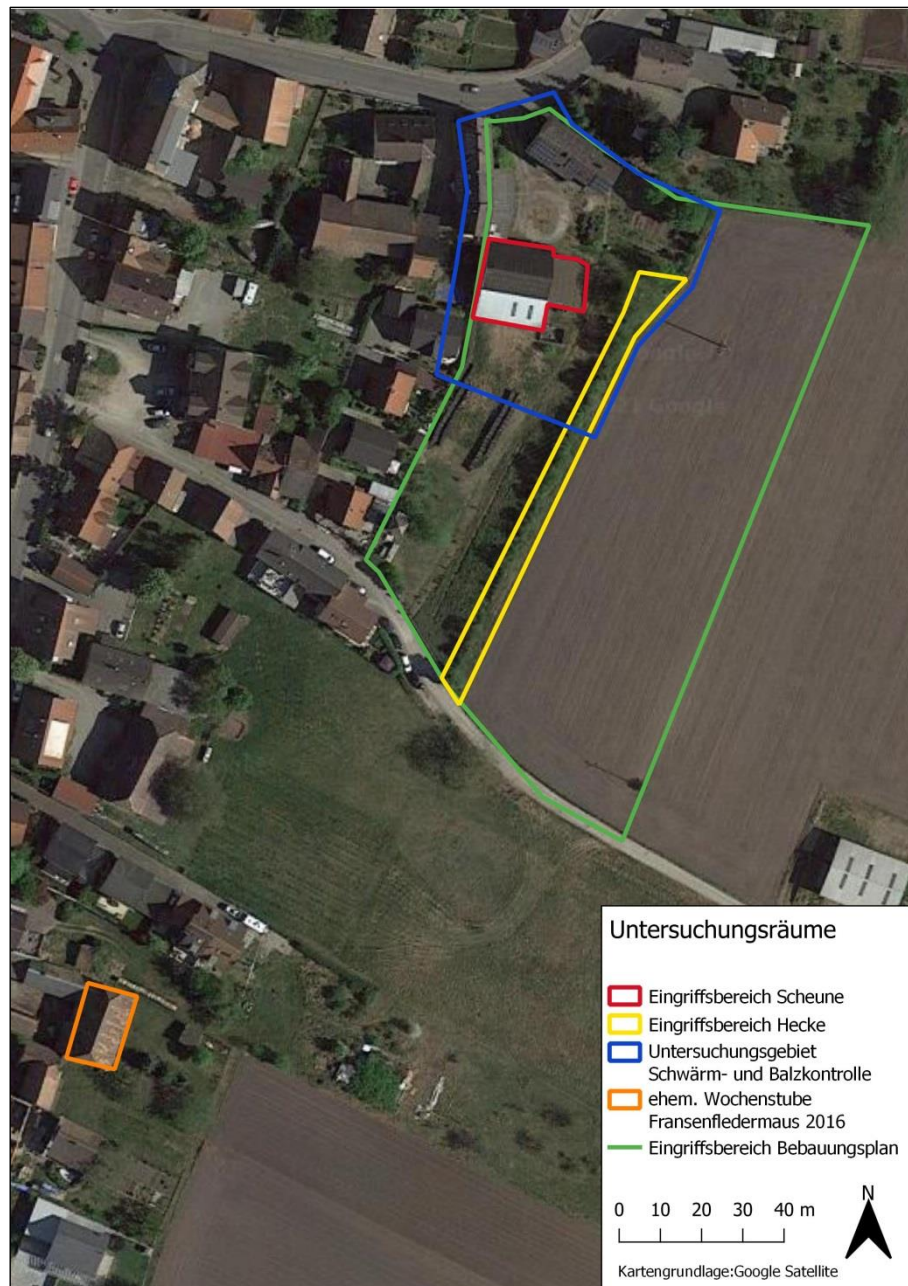 Google
Untersuchungsräume
Eingriffsbereich Scheune
Eingriffsbereich Hecke
Untersuchungsgebiet
Schwärm- und Balzkontrolle
ehem. Wochenstube
Fransenfledermaus 2016
Eingriffsbereich Bebauungsplan
N
0 10 20 30 40 m
Kartengrundlage:Google Satellite